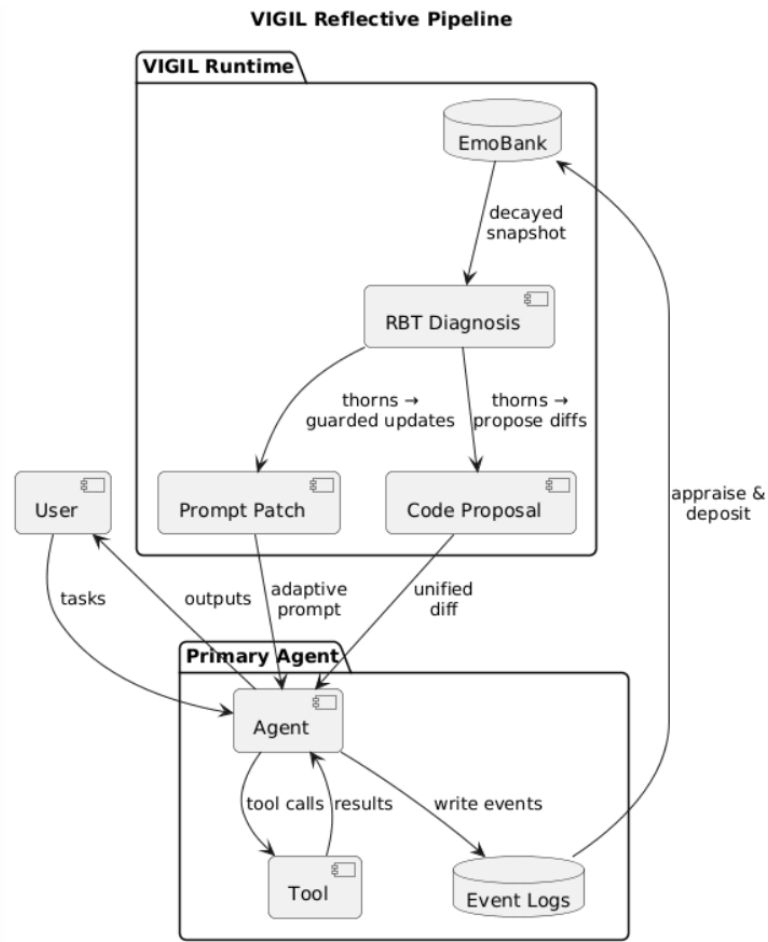 VIGIL Reflective Pipeline
VIGIL Runtime
EmoBank
decayed
snapshot
RBT Diagnosis
thorns →
guarded updates
thorns →
propose diffs
appraise &
deposit
User
Prompt Patch
Code Proposal
tasks
outputs
adaptive
prompt
unified
diff
Primary Agent
Agent
tool calls
results
write events
Tool
Event Logs